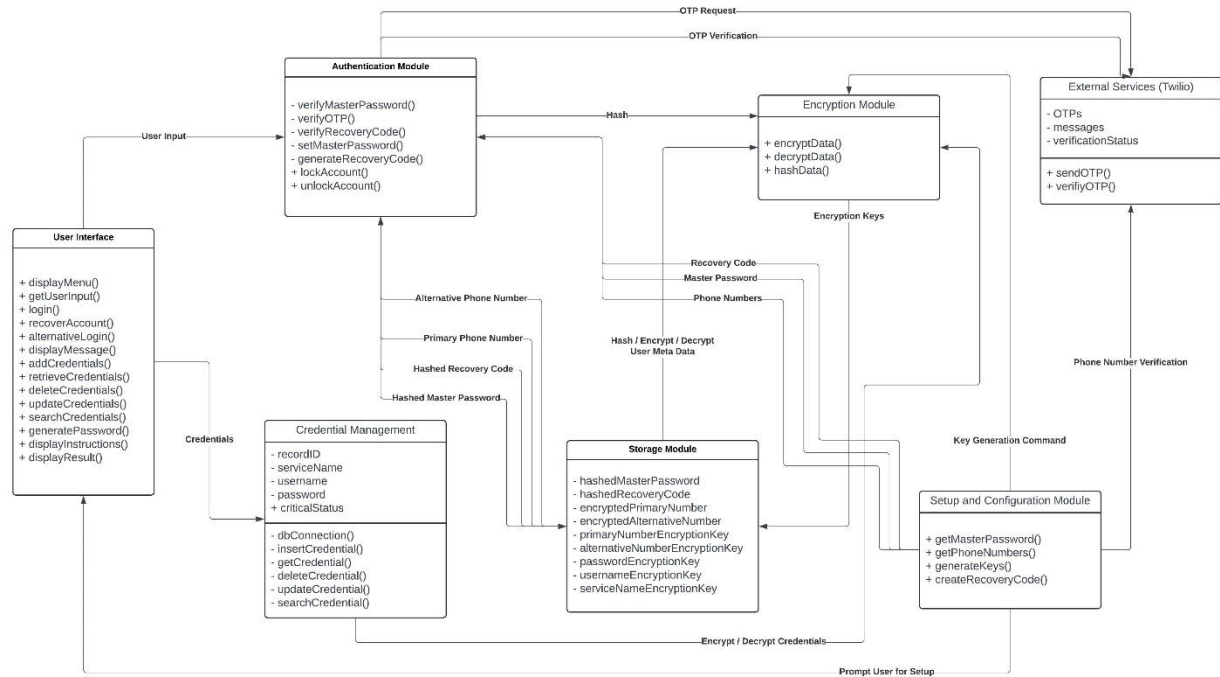 OTP Request
OTP Verification
Authentication Module
- verifyMasterPassword()
- verifyOTP()
- verifyRecoveryCode()
- setMasterPassword()
- generateRecoveryCode()
+ lockAccount()
+ unlockAccount()
User Input
Hash
Encryption Module
+ encryptData()
+ decryptData()
+ hashData()
External Services (Twilio)
- OTPs
- messages
- verificationStatus
+ sendOTP()
+ verifiyOTP()
Encryption Keys
User Interface
+ displayMenu()
+ getUserInput()
+ login()
+ recoverAccount()
+ alternativeLogin()
+ displayMessage()
+ addCredentials()
+ retrieveCredentials()
+ deleteCredentials()
+ updateCredentials()
+ searchCredentials()
+ generatePassword()
+ displayInstructions()
+ displayResult()
Recovery Code
Master Password
Phone Numbers
Alternative Phone Number
Primary Phone Number
Hashed Recovery Code
Hashed Master Password
Hash / Encrypt / Decrypt
User Meta Data
Phone Number Verification
Credentials
Key Generation Command
Credential Management
- recordID
- serviceName
- username
- password
+ criticalStatus
- dbConnection()
- insertCredential()
- getCredential()
- deleteCredential()
- updateCredential()
- searchCredential()
Storage Module
- hashedMasterPassword
- hashedRecoveryCode
- encryptedPrimaryNumber
- encryptedAlternativeNumber
- primaryNumberEncryptionKey
- alternativeNumberEncryptionKey
- passwordEncryptionKey
- usernameEncryptionKey
- serviceNameEncryptionKey
Setup and Configuration Module
+ getMasterPassword()
+ getPhoneNumbers()
+ generateKeys()
+ createRecoveryCode()
Encrypt / Decrypt Credentials
Prompt User for Setup